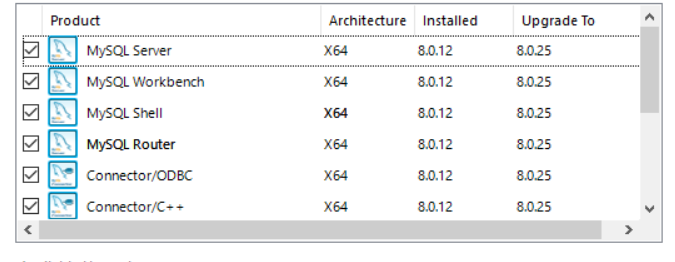 Product Architecture Installed Upgrade To
MySQL Server X64 8.0.12 8.0.25
MySQL Workbench X64 8.0.12 8.0.25
MySQL Shell X64 8.0.12 8.0.25
MySQL Router X64 8.0.12 8.0.25
Connector/ODBC X64 8.0.12 8.0.25
Connector/C++ X64 8.0.12 8.0.25